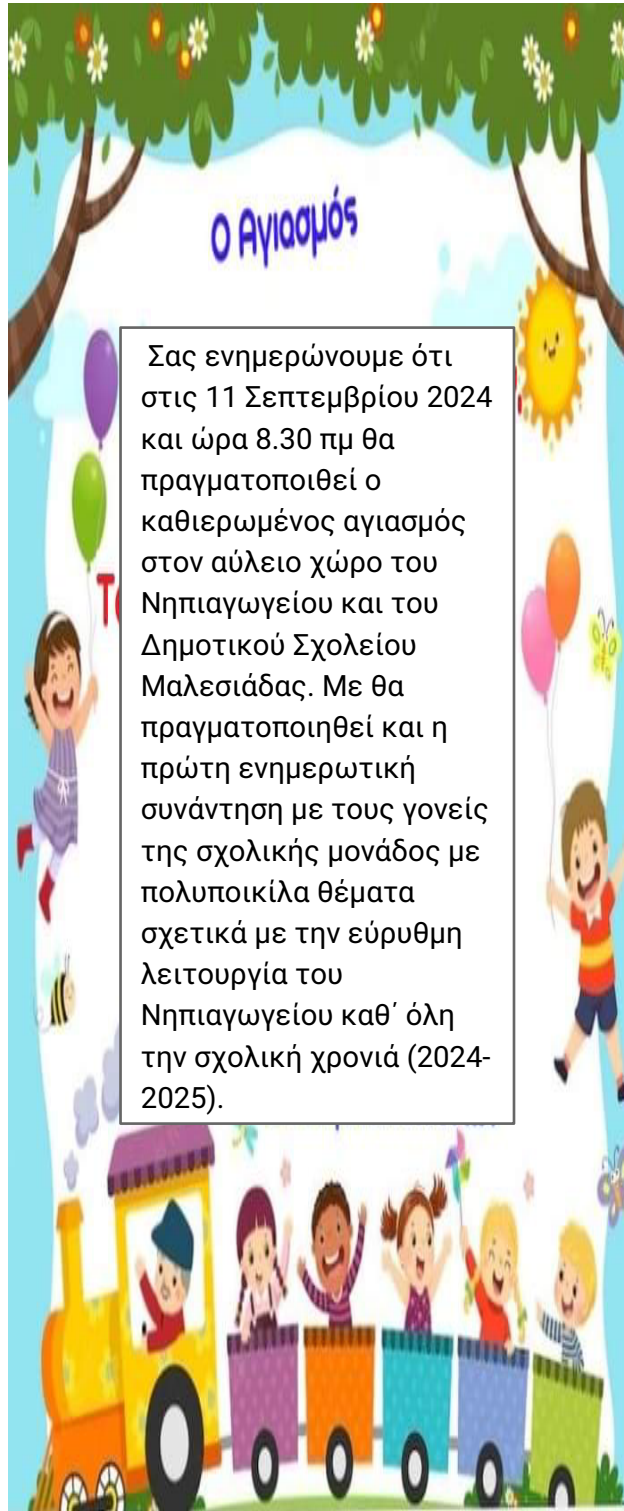 Ο Αγιασμός
Σας ενημερώνουμε ότι
στις 11 Σεπτεμβρίου 2024
και ώρα 8.30 πμ θα
πραγματοποιθεί ο
καθιερωμένος αγιασμός
στον αύλειο χώρο του
Νηπιαγωγείου και του
Δημοτικού Σχολείου
Μαλεσιάδας. Με θα
πραγματοποιηθεί και η
πρώτη ενημερωτική
συνάντηση με τους γονείς
της σχολικής μονάδος με
πολυποικίλα θέματα
σχετικά με την εύρυθμη
λειτουργία του
Νηπιαγωγείου καθ΄ όλη
την σχολική χρονιά (2024-
2025).